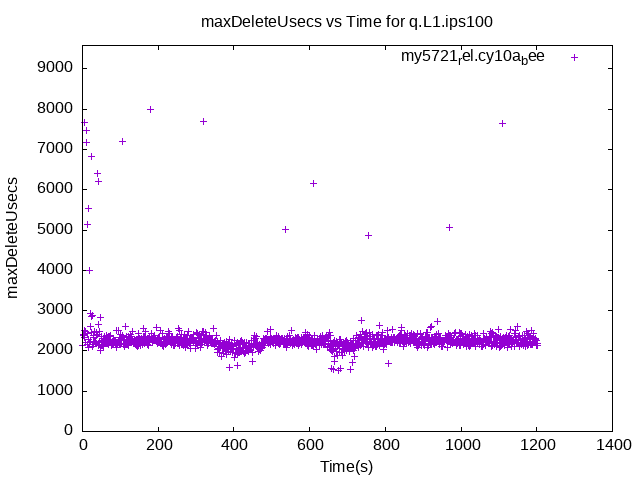 maxDeleteUsecs vs Time for q.L1.ips100
my5721rel.cy10abee
maxDeleteUsecs
9000
8000
7000
6000
5000
4000
3000
2000
1000
0
0 200 400 600 800 1000 1200 1400
Time(s)